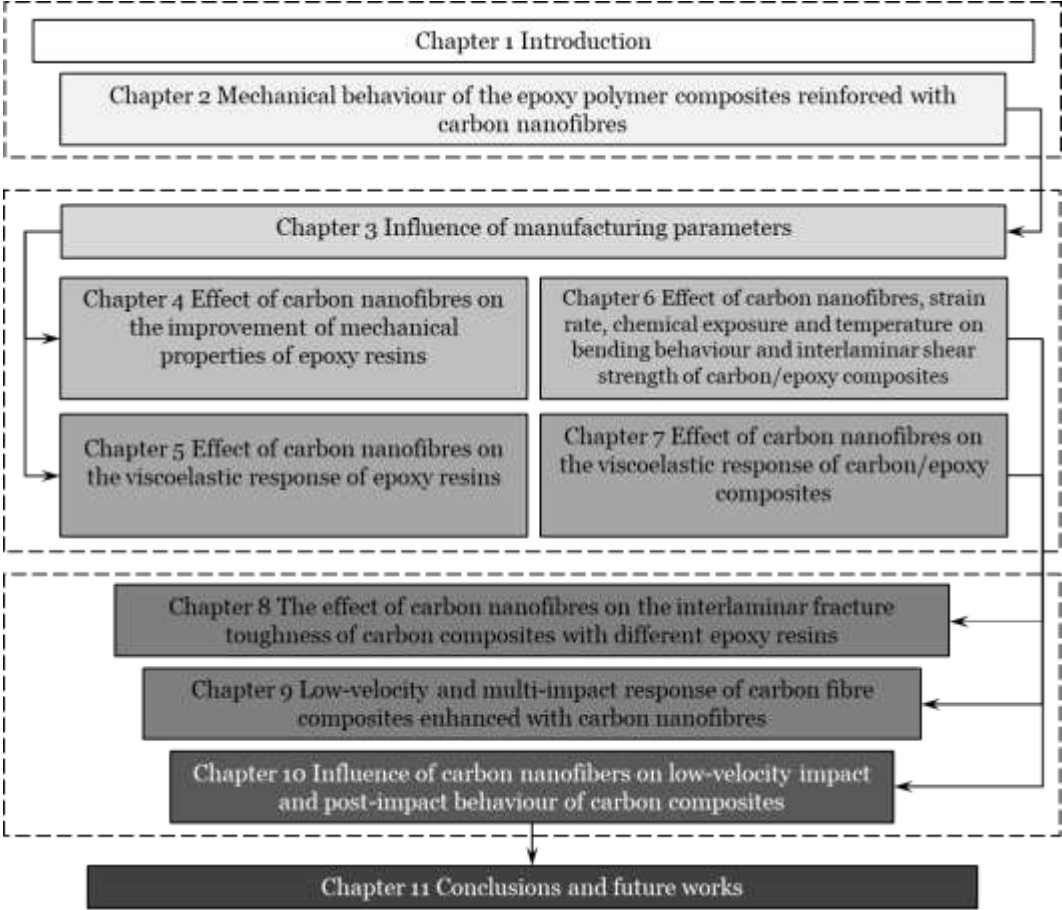 Chapter 1 Introduction
Chapter 2 Mechanical behaviour of the epoxy polymer composites reinforced with
carbon nanofibres
Chapter 3 Influence of manufacturing parameters
Chapter 4 Effect of carbon nanofibres on
the improvement of mechanical
properties of epoxy resins
Chapter 6 Effect of carbon nanofibres, strain
rate, chemical exposure and temperature on
bending behaviour and interlaminar shear
strength of carbon/epoxy composites
Chapter 5 Effect of carbon nanofibres on
the viscoelastic response of epoxy resins
Chapter 7 Effect of carbon nanofibres on
the viscoelastic response of carbon/epoxy
composites
Chapter 8 The effect of carbon nanofibres on the interlaminar fracture
toughness of carbon composites with different epoxy resins
Chapter 9 Low-velocity and multi-impact response of carbon fibre
composites enhanced with carbon nanofibres
Chapter 10 Influence of carbon nanofibers on low-velocity impact
and post-impact behaviour of carbon composites
Chapter 11 Conclusions and future works